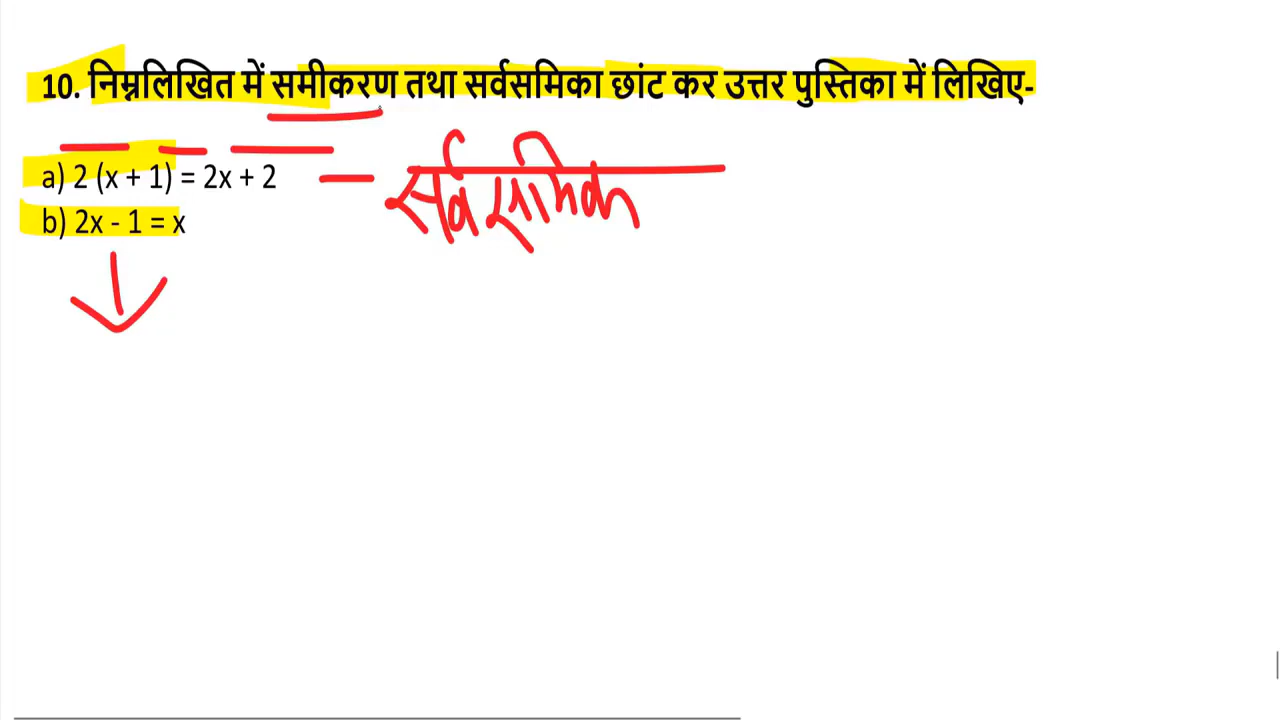 10. निम्नलिखित में समीकरण तथा सर्वसमिका छांट कर उत्तर पुस्तिका में लिखिए-
a) 2 (x + 1) = 2x + 2 — सर्वसमिका
b) 2x - 1 = x